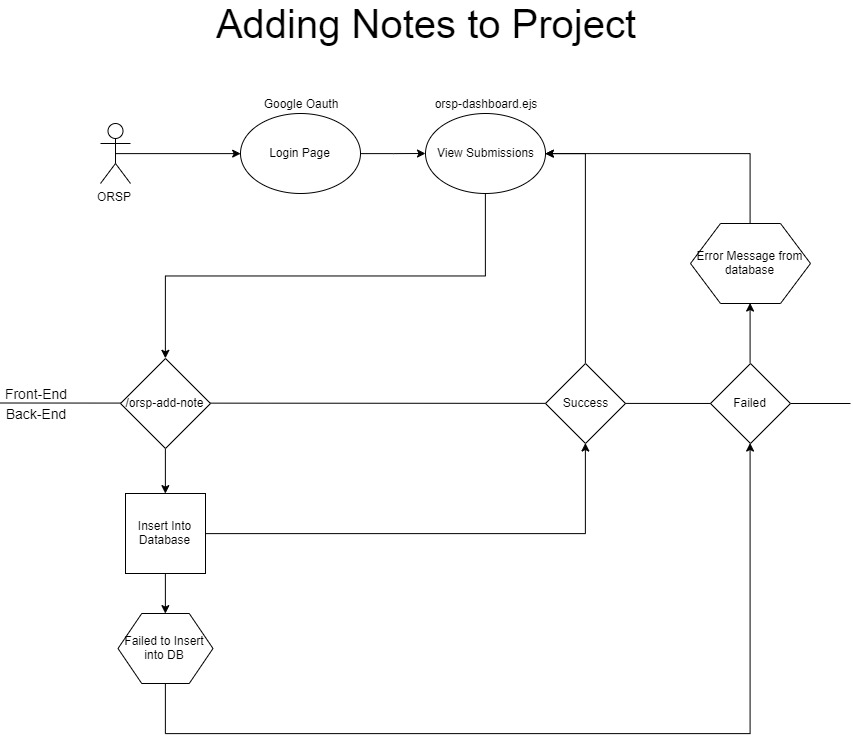 Adding Notes to Project
Google Oauth
orsp-dashboard.ejs
Login Page
View Submissions
ORSP
Error Message from
database
Front-End
Back-End
/orsp-add-note
Success
Failed
Insert Into
Database
Failed to Insert
into DB